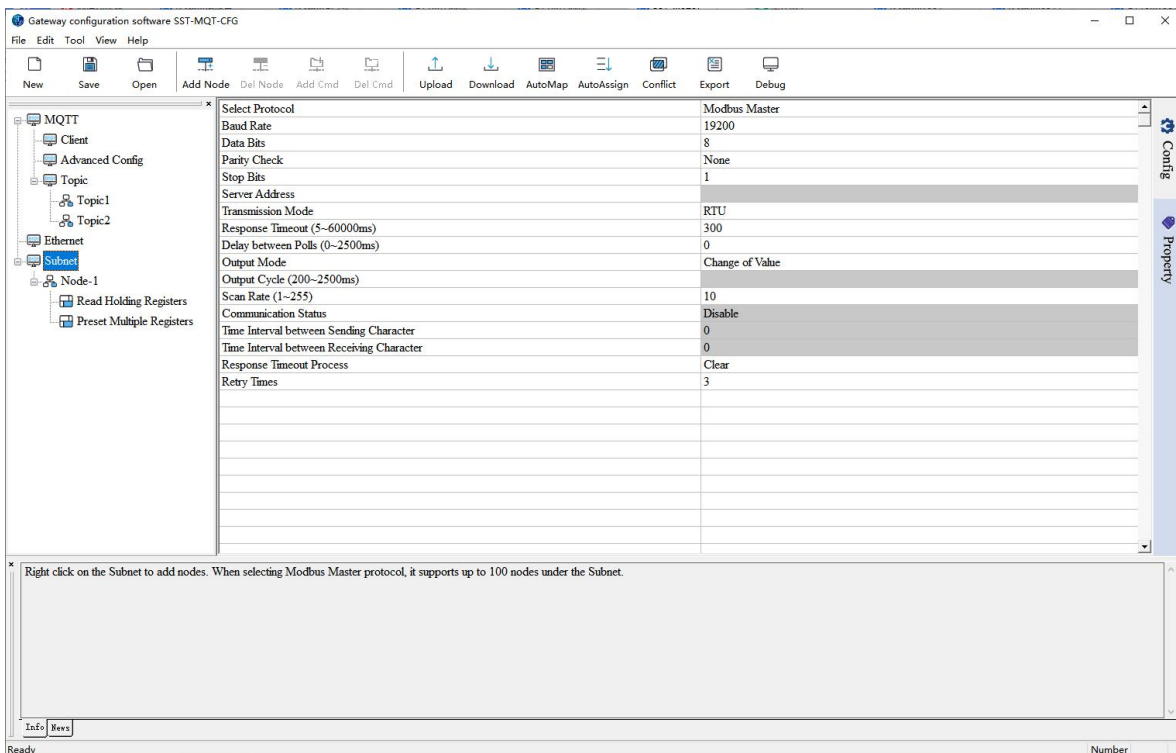 Gateway configuration software SST-MQT-CFG
File Edit Tool View Help
New Save Open Add Node Del Node Add Cmd Del Cmd Upload Download AutoMap AutoAssign Conflict Export Debug
MQTT
Client
Advanced Config
Topic
Topic1
Topic2
Ethernet
Subnet
Node-1
Read Holding Registers
Preset Multiple Registers
Select Protocol Modbus Master
Baud Rate 19200
Data Bits 8
Parity Check None
Stop Bits 1
Server Address
Transmission Mode RTU
Response Timeout (5~60000ms) 300
Delay between Polls (0~2500ms) 0
Output Mode Change of Value
Output Cycle (200~2500ms)
Scan Rate (1~255) 10
Communication Status Disable
Time Interval between Sending Character 0
Time Interval between Receiving Character 0
Response Timeout Process Clear
Retry Times 3
Config
Property
Right click on the Subnet to add nodes. When selecting Modbus Master protocol, it supports up to 100 nodes under the Subnet.
Info News
Ready Number